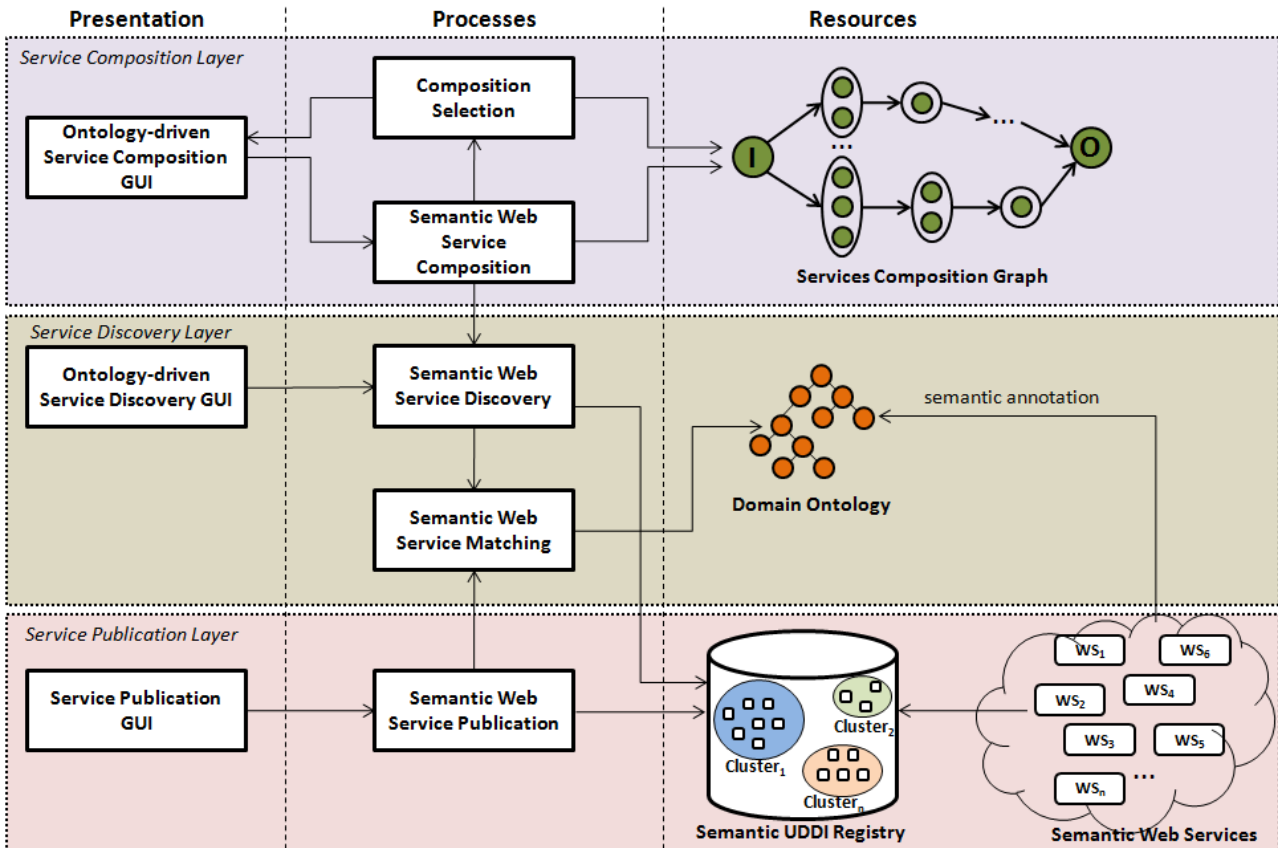 Presentation
Processes
Resources
Service Composition Layer
Composition
Selection
Ontology-driven
Service Composition
GUI
Semantic Web
Service
Composition
I
...
...
O
Services Composition Graph
Service Discovery Layer
Ontology-driven
Service Discovery GUI
Semantic Web
Service Discovery
semantic annotation
Semantic Web
Service Matching
Domain Ontology
Service Publication Layer
Service Publication
GUI
Semantic Web
Service Publication
Cluster1
Cluster2
Clustern
Semantic UDDI Registry
WS1
WS6
WS4
WS2
WS3
WS5
WSn
...
Semantic Web Services